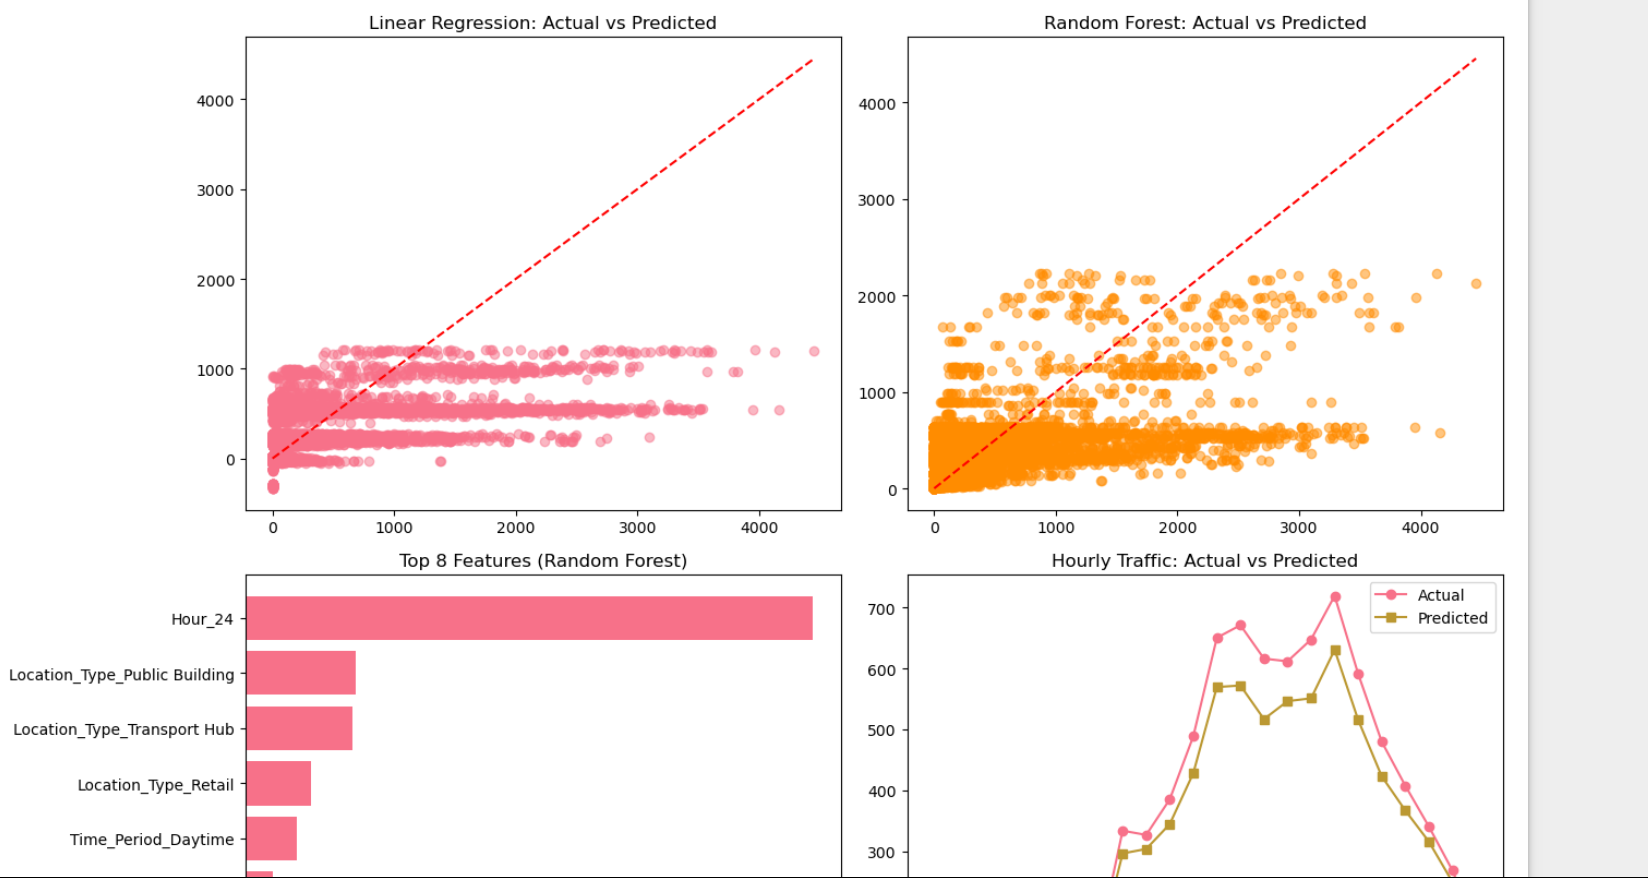 Linear Regression: Actual vs Predicted
4000
3000
2000
1000
0
0 1000 2000 3000 4000
Random Forest: Actual vs Predicted
4000
3000
2000
1000
0
0 1000 2000 3000 4000
Top 8 Features (Random Forest)
Hour_24
Location_Type_Public Building
Location_Type_Transport Hub
Location_Type_Retail
Time_Period_Daytime
Hourly Traffic: Actual vs Predicted
Actual
Predicted
700
600
500
400
300